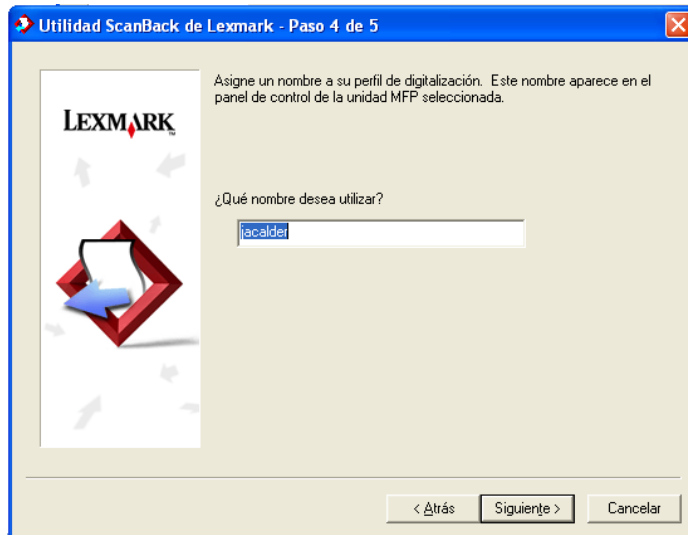 Utilidad ScanBack de Lexmark - Paso 4 de 5
LEXMARK™
Asigne un nombre a su perfil de digitalización. Este nombre aparece en el
panel de control de la unidad MFP seleccionada.
¿Qué nombre desea utilizar?
jacalder
< Atrás
Siguiente >
Cancelar